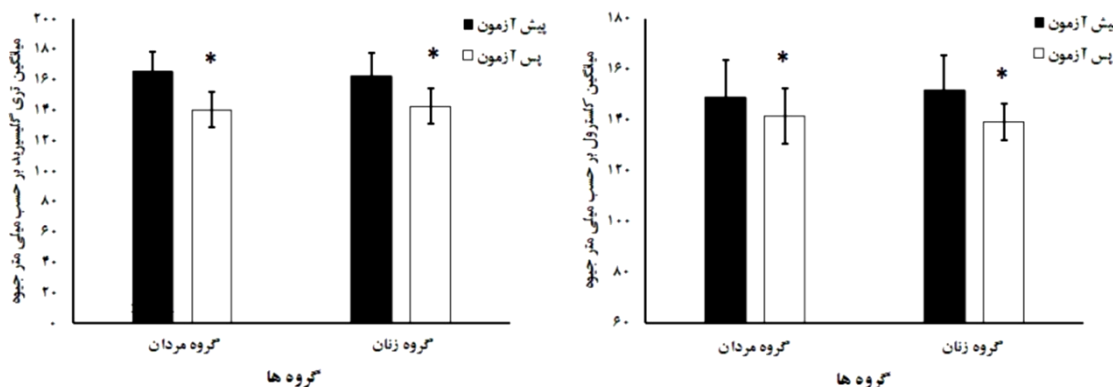 میانگین تری گلیسیرید بر حسب میلی متر جیوه
۲۰۰
۱۸۰
۱۶۰
۱۴۰
۱۲۰
۱۰۰
۸۰
۶۰
۴۰
۲۰
۰
پیش آزمون
پس آزمون
*
*
گروه مردان
گروه زنان
گروه ها
میانگین کلسترول بر حسب میلی متر جیوه
۱۸۰
۱۶۰
۱۴۰
۱۲۰
۱۰۰
۸۰
۶۰
پیش آزمون
پس آزمون
*
*
گروه مردان
گروه زنان
گروه ها